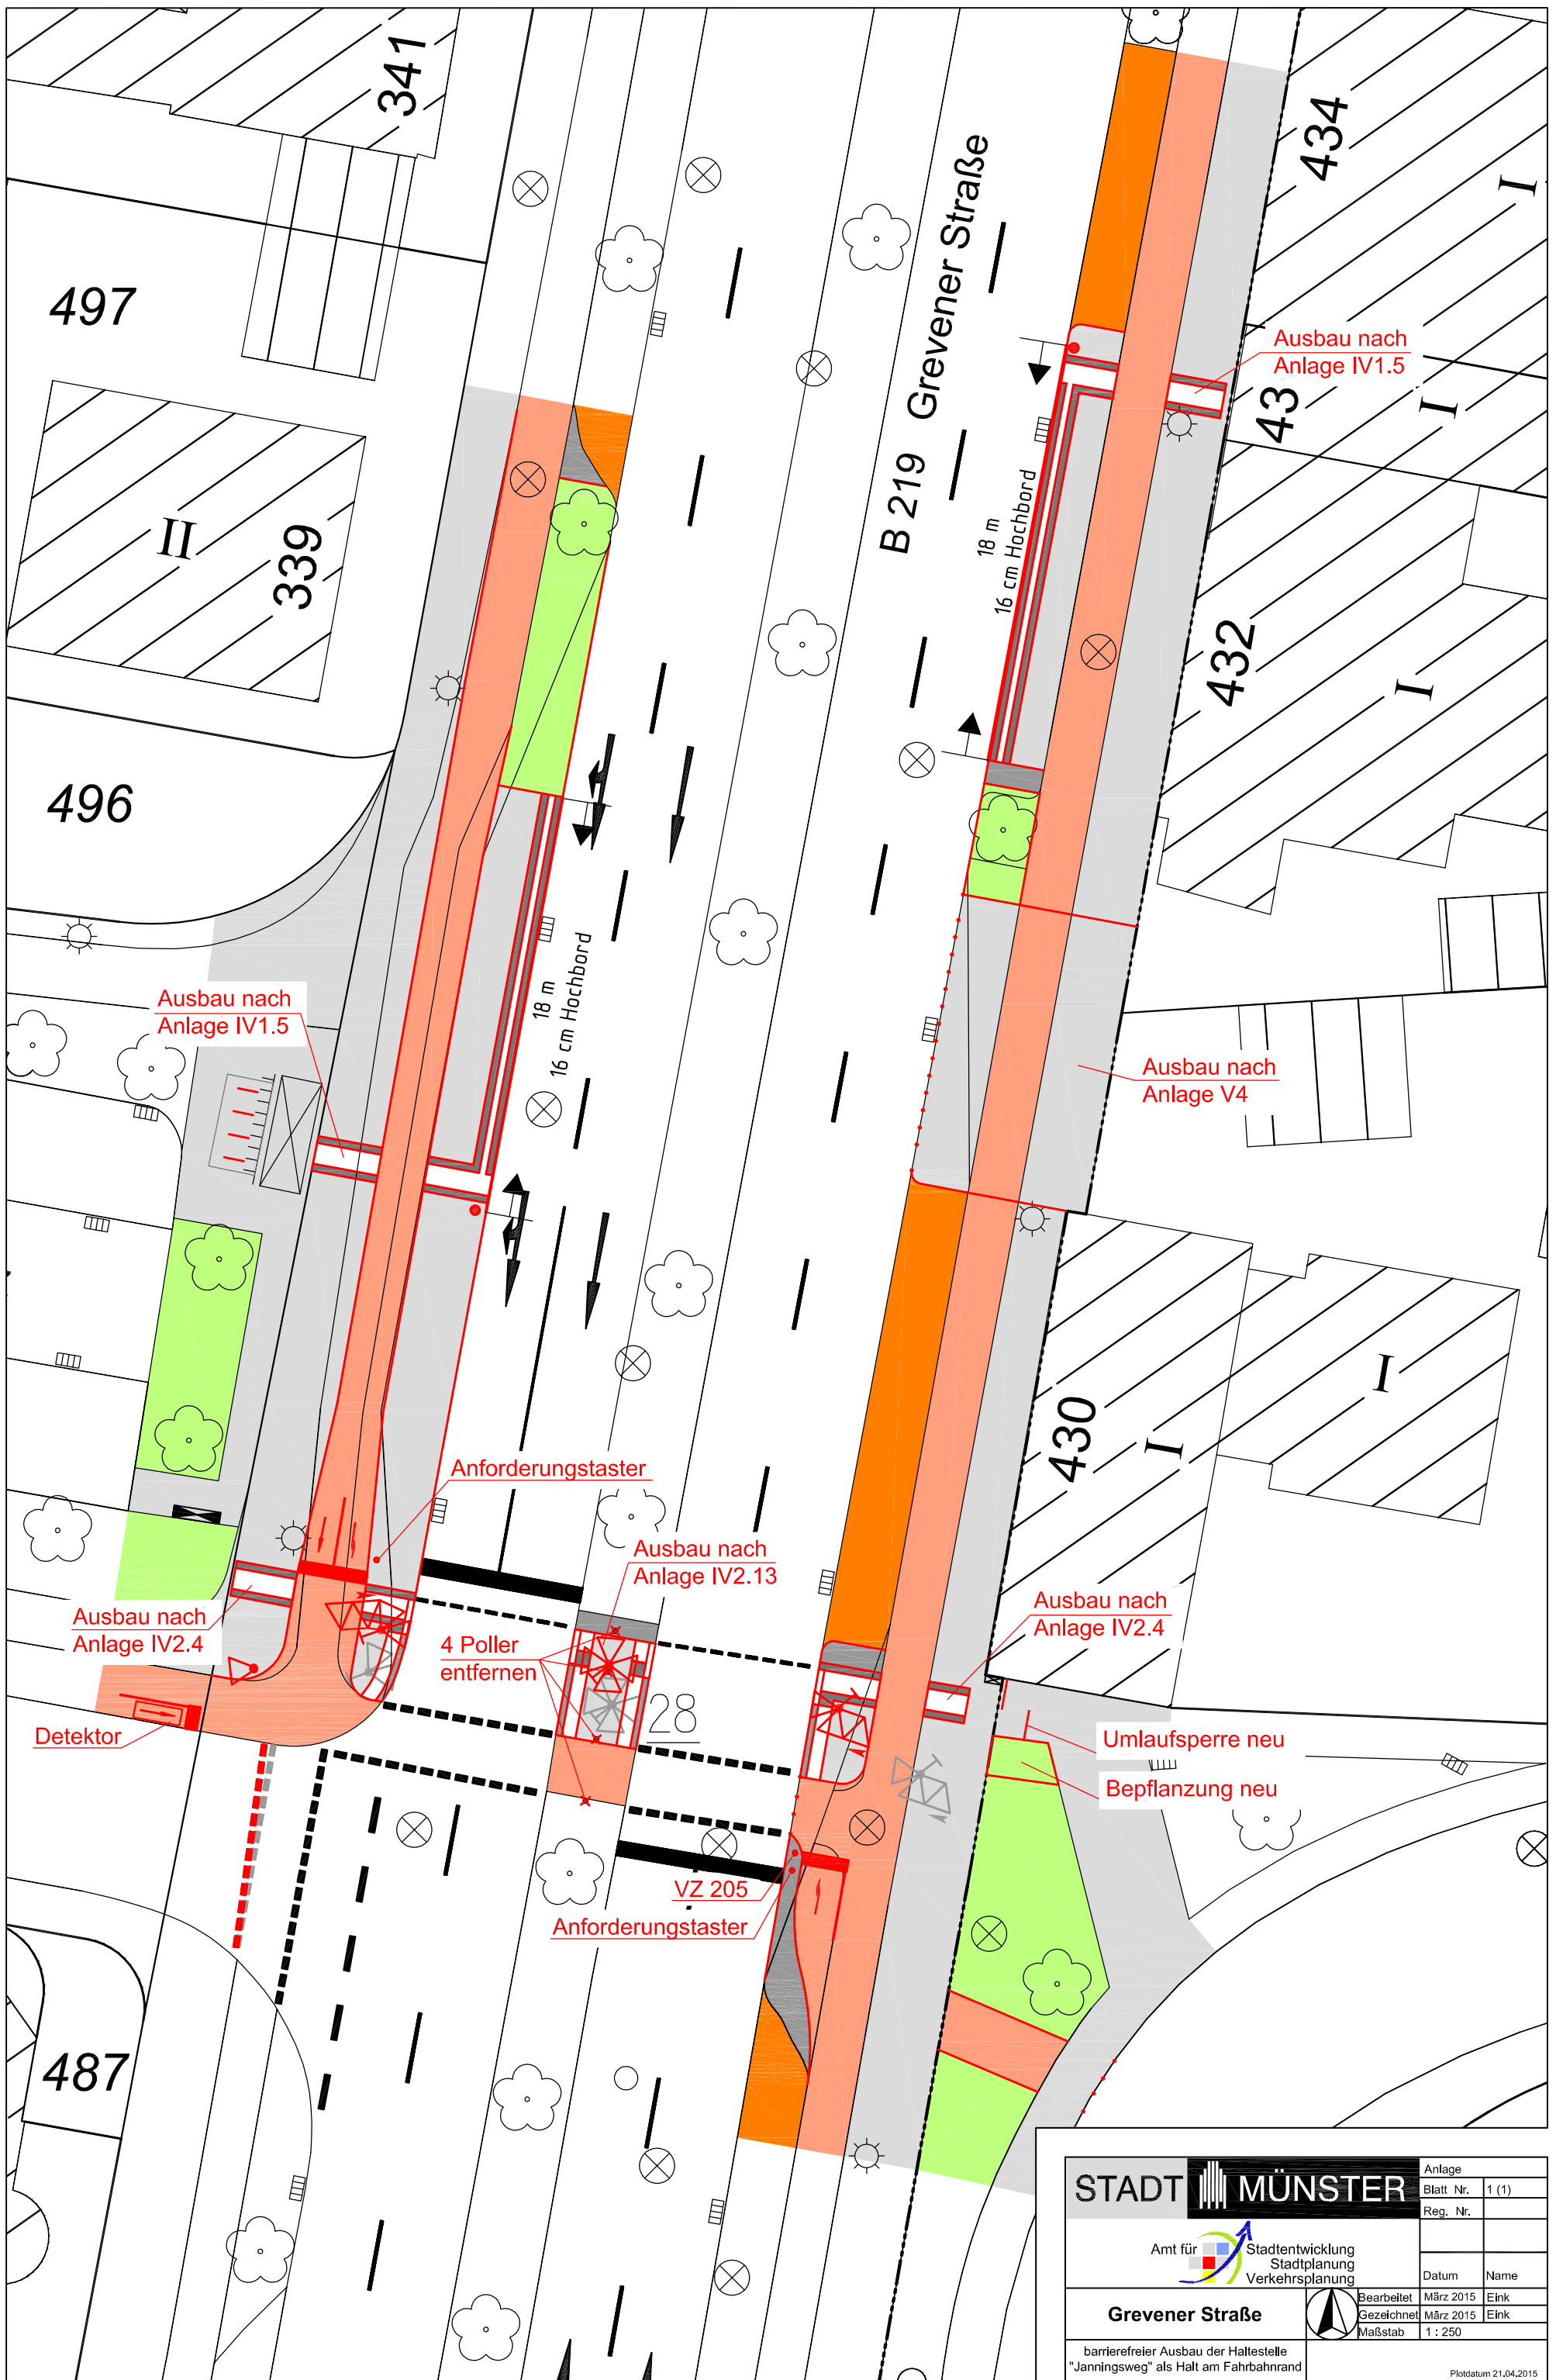 341
434
I
497
B 219 Grevener Straße
Ausbau nach
Anlage IV1.5
43
I
II
339
18 m
16 cm Hochbord
432
I
496
18 m
16 cm Hochbord
Ausbau nach
Anlage IV1.5
Ausbau nach
Anlage V4
I
430
I
Anforderungstaster
Ausbau nach
Anlage IV2.13
Ausbau nach
Anlage IV2.4
Ausbau nach
Anlage IV2.4
4 Poller
entfernen
28
Detektor
Umlaufsperre neu
Bepflanzung neu
VZ 205
Anforderungstaster
487
STADT MÜNSTER
Anlage
Blatt Nr. 1 (1)
Reg. Nr.
Amt für Stadtentwicklung
Stadtplanung
Verkehrsplanung
Datum Name
Grevener Straße
Bearbeitet März 2015 Eink
Gezeichnet März 2015 Eink
Maßstab 1 : 250
barrierefreier Ausbau der Haltestelle
"Janningsweg" als Halt am Fahrbahnrand
Plotdatum 21.04.2015